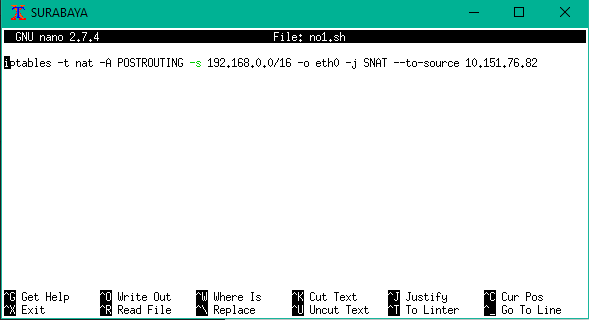 SURABAYA
GNU nano 2.7.4 File: no1.sh
iptables -t nat -A POSTROUTING -s 192.168.0.0/16 -o eth0 -j SNAT --to-source 10.151.76.82
^G Get Help ^O Write Out ^W Where Is ^K Cut Text ^J Justify ^C Cur Pos
^X Exit ^R Read File ^\ Replace ^U Uncut Text ^T To Linter ^_ Go To Line